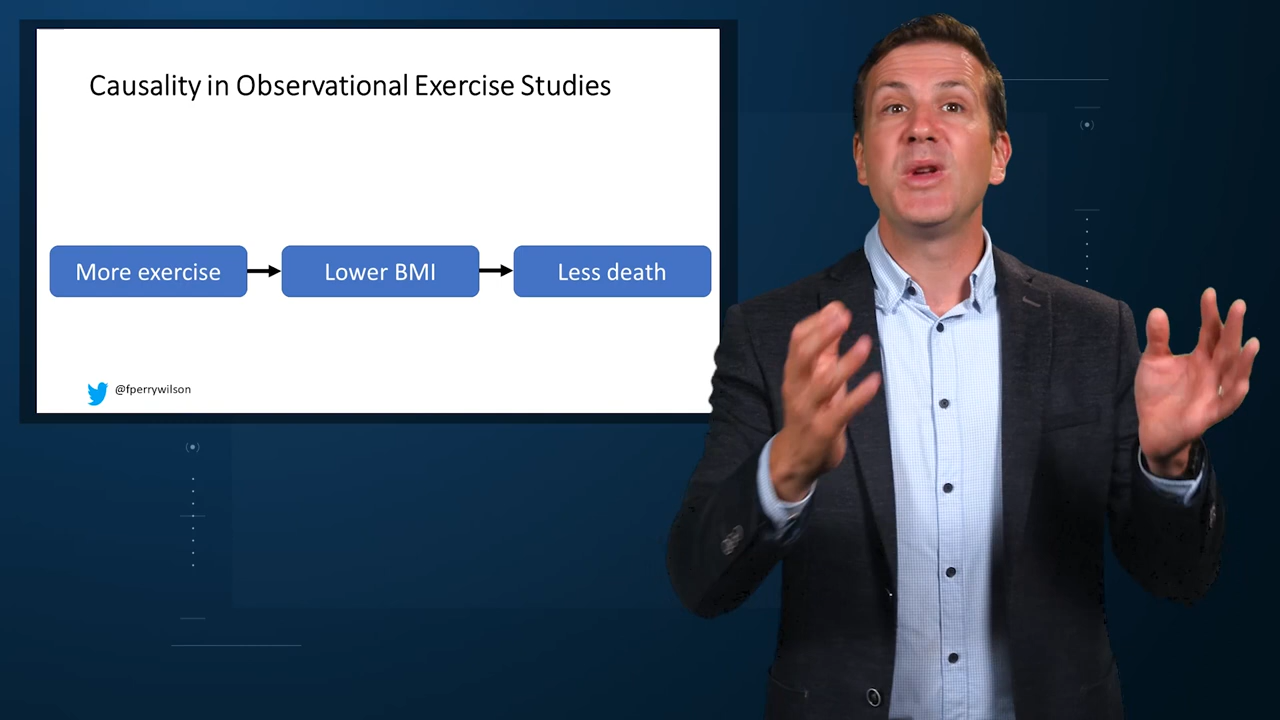 Causality in Observational Exercise Studies
More exercise
Lower BMI
Less death
@fperrywilson